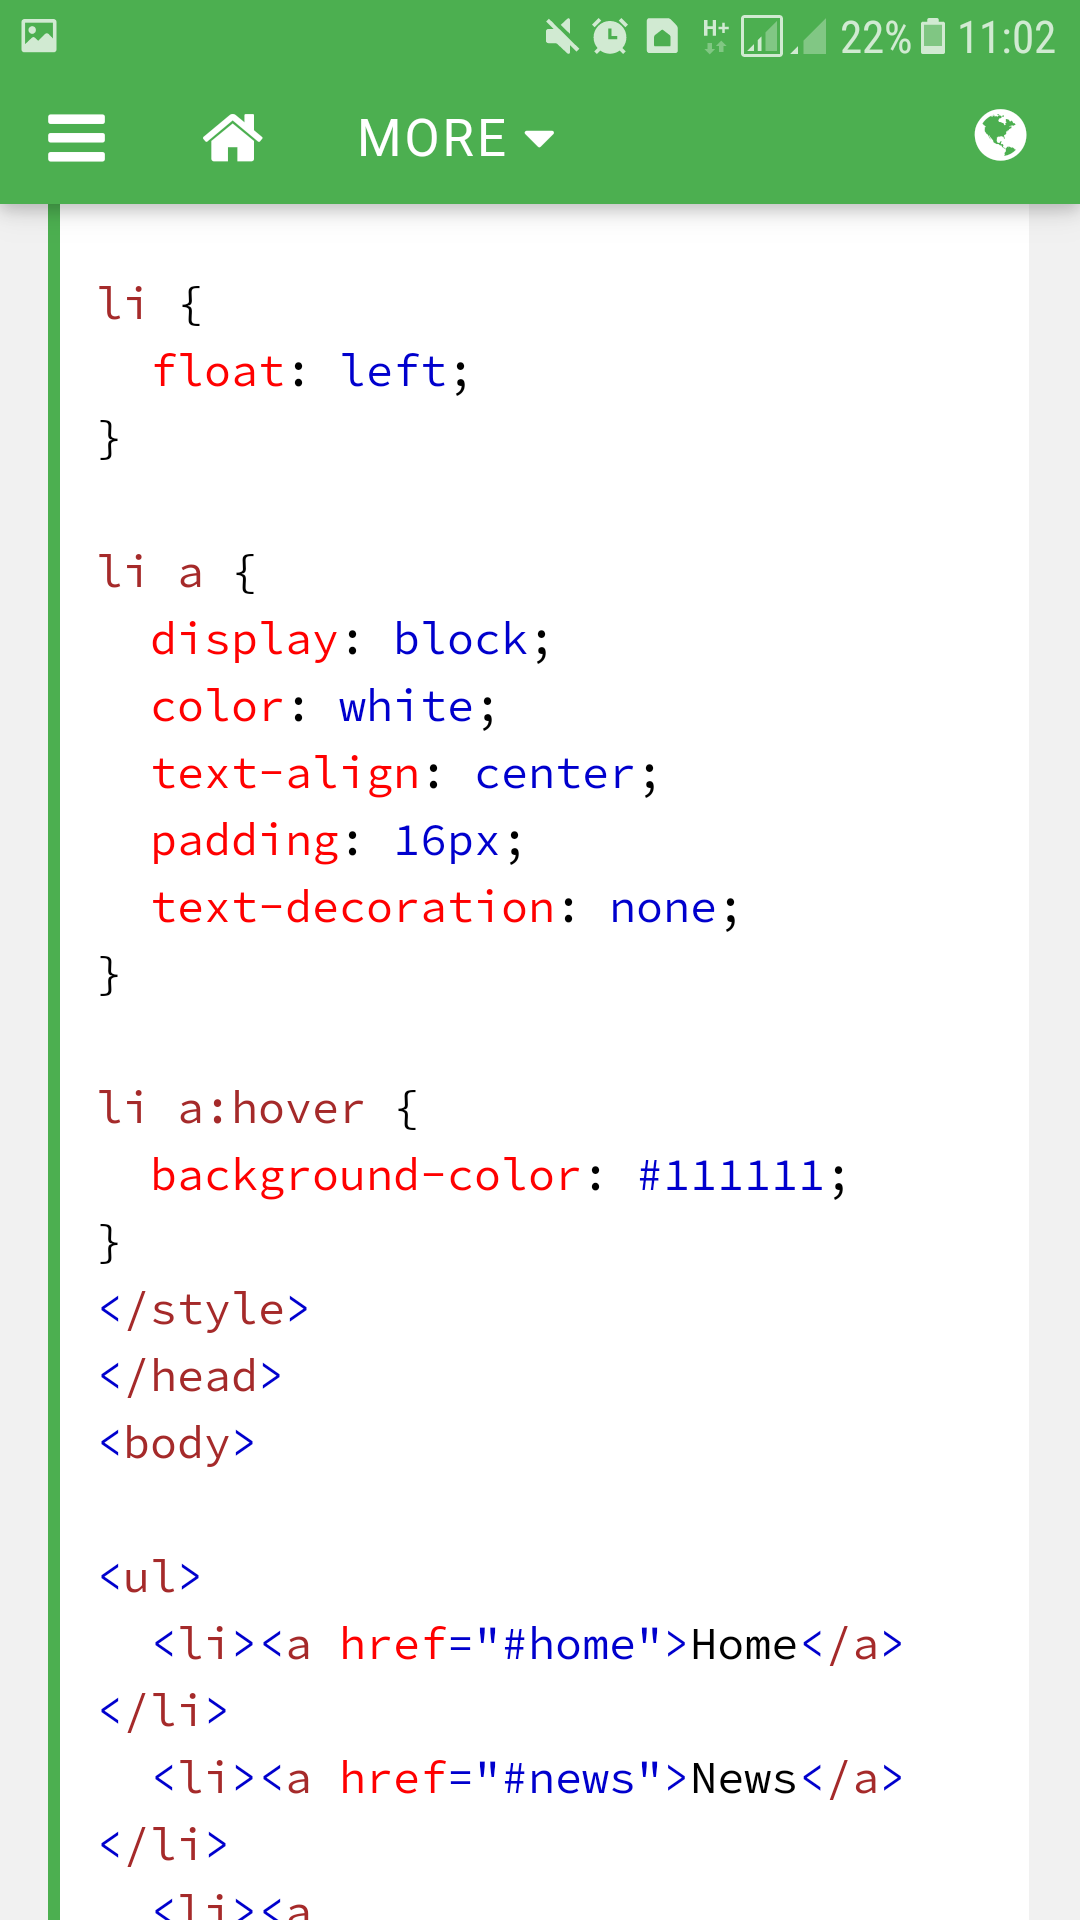 H+ 22% 11:02
MORE
li {
  float: left;
}
li a {
  display: block;
  color: white;
  text-align: center;
  padding: 16px;
  text-decoration: none;
}
li a:hover {
  background-color: #111111;
}
</style>
</head>
<body>
<ul>
  <li><a href="#home">Home</a>
</li>
  <li><a href="#news">News</a>
</li>
  <li><a